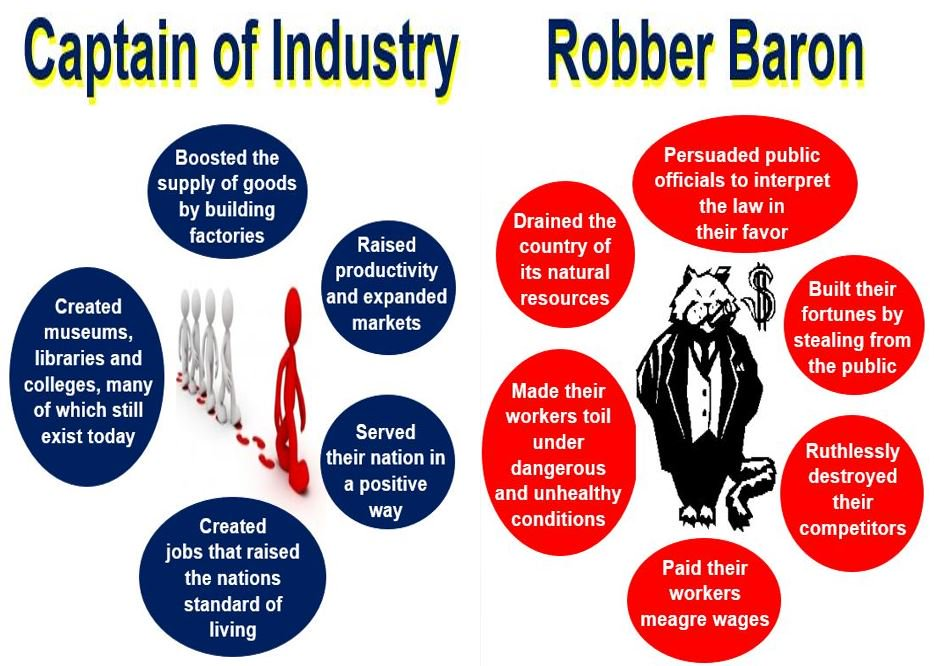 Captain of Industry
Boosted the
supply of goods
by building
factories
Raised
productivity
and expanded
markets
Created
museums,
libraries and
colleges, many
of which still
exist today
Served
their nation in
a positive
way
Created
jobs that raised
the nations
standard of
living
Robber Baron
Persuaded public
officials to interpret
the law in
their favor
Drained the
country of
its natural
resources
$
Built their
fortunes by
stealing from
the public
Made their
workers toil
under
dangerous
and unhealthy
conditions
Ruthlessly
destroyed
their
competitors
Paid their
workers
meagre wages